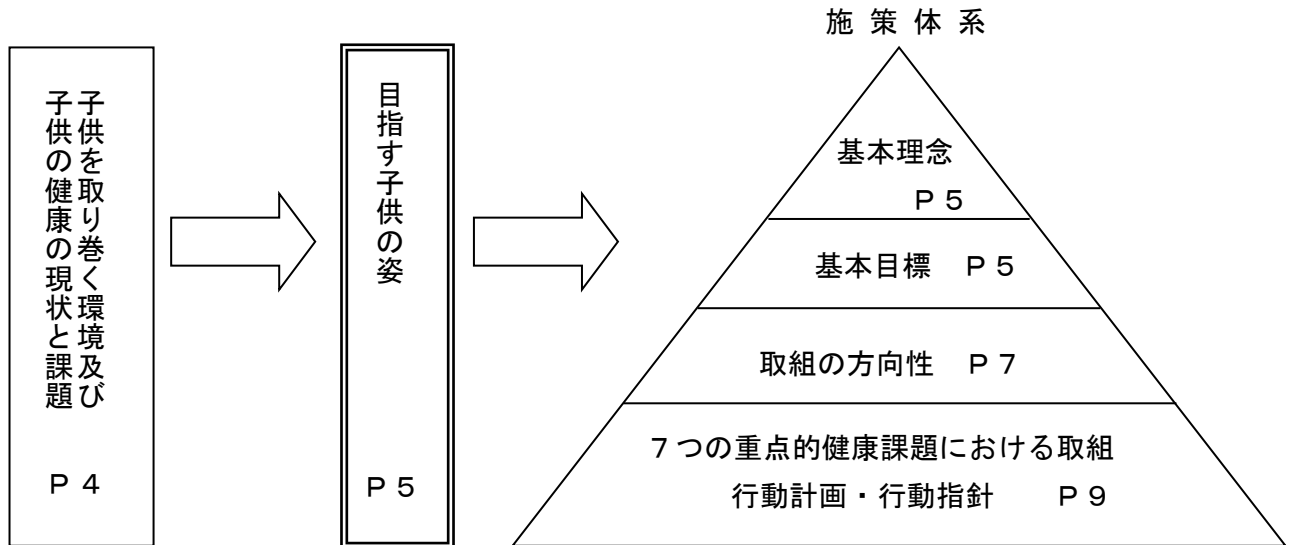 子供を取り巻く環境及び
子供の健康の現状と課題
Ｐ４
目指す子供の姿
Ｐ５
施策体系
基本理念
Ｐ５
基本目標　Ｐ５
取組の方向性　Ｐ７
７つの重点的健康課題における取組
行動計画・行動指針　Ｐ９